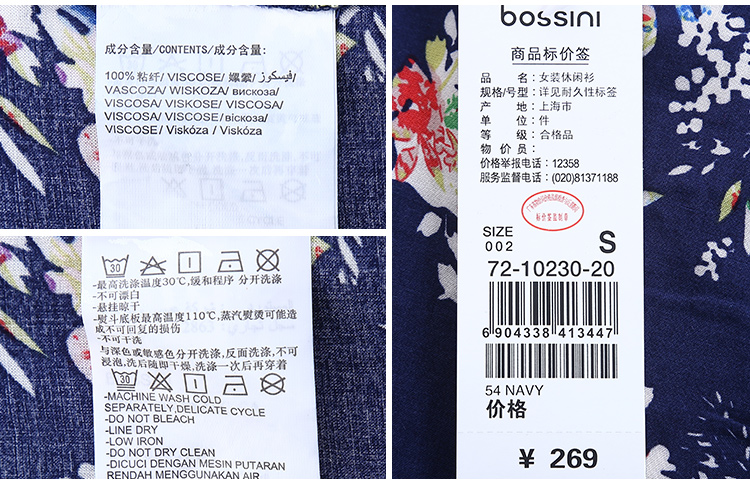 成分含量/CONTENTS/成分含量:
100%粘纤/ VISCOSE/ 嫘縈/ فيسكوز/
VASCOZA/ WISKOZA/ вискоза/
VISCOSA/ VISKOSE/ VISCOSA/
VISCOSA/ VISCOSE/ віскоза/
VISCOSE/ Viskóza / Viskóza
30
-最高洗涤温度30℃,缓和程序 分开洗涤
-不可漂白
-悬挂晾干
-熨斗底板最高温度110℃,蒸汽熨烫可能造
成不可回复的损伤
-不可干洗
-与深色或敏感色分开洗涤,反面洗涤,不可
浸泡,洗后随即干燥,洗涤一次后再穿着
30
-MACHINE WASH COLD
SEPARATELY,DELICATE CYCLE
-DO NOT BLEACH
-LINE DRY
-LOW IRON
-DO NOT DRY CLEAN
-DICUCI DENGAN MESIN PUTARAN
RENDAH MENGGUNAKAN AIR
bossini
商品标价签
品 名:女装休闲衫
规格/号型:详见耐久性标签
产 地:上海市
单 位:件
等 级:合格品
物 价 员:
价格举报电话:12358
服务监督电话:(020)81371188
SIZE
002 S
72-10230-20
6 904338 413447
54 NAVY
价格
¥ 269